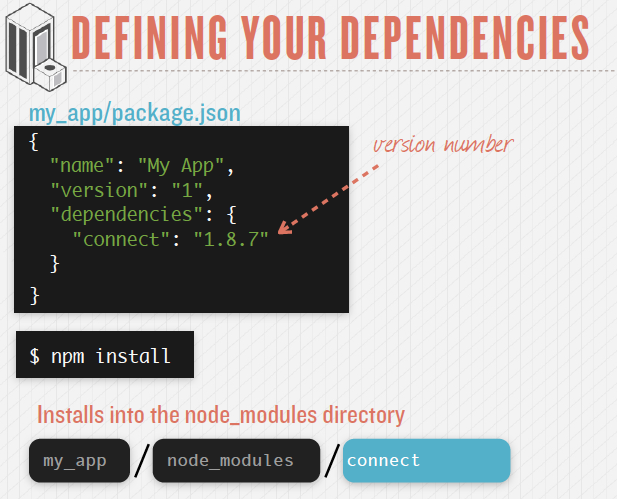 DEFINING YOUR DEPENDENCIES
my_app/package.json
{
"name": "My App",
"version": "1",
"dependencies": {
"connect": "1.8.7"
}
}
version number
$ npm install
Installs into the node_modules directory
my_app / node_modules / connect